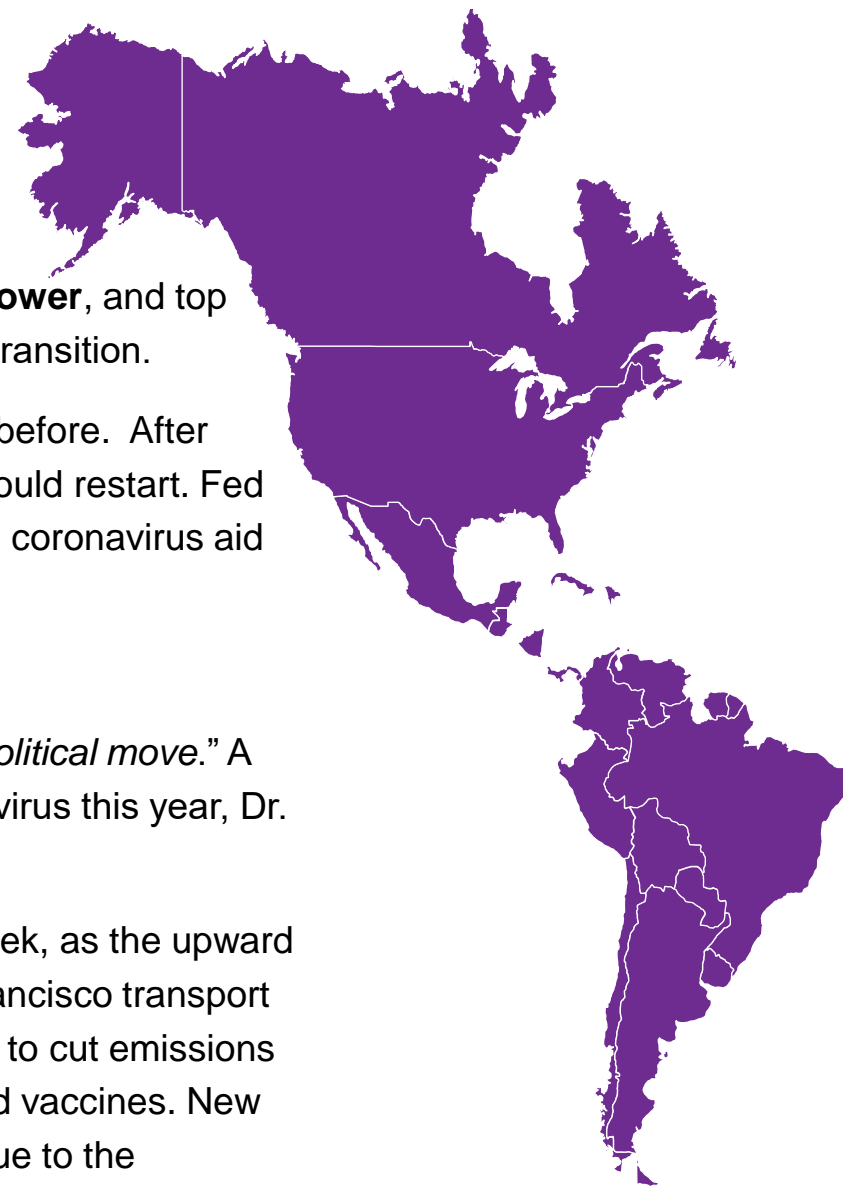 ower, and top
ransition.
before. After
ould restart. Fed
coronavirus aid
olitical move.” A
virus this year, Dr.
ek, as the upward
ancisco transport
to cut emissions
d vaccines. New
ue to the